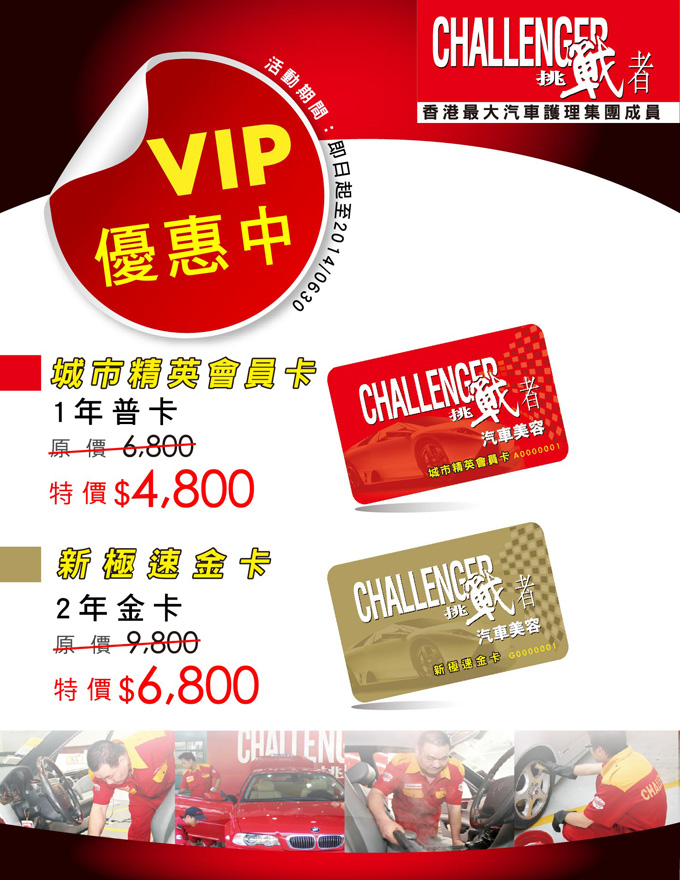 CHALLENGER
挑戰者
香港最大汽車護理集團成員
活動期間：即日起至2014/0630
VIP
優惠中
城市精英會員卡
1年普卡
原價 6,800
特價 $4,800
CHALLENGER
挑戰者
汽車美容
城市精英會員卡 A0000001
新極速金卡
2年金卡
原價 9,800
特價 $6,800
CHALLENGER
挑戰者
汽車美容
新極速金卡 G0000001
CHALLENG
CHAL